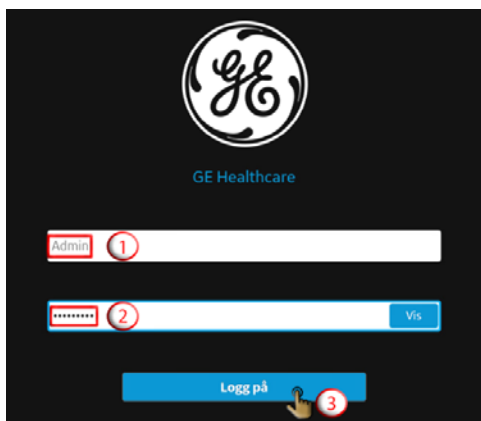 GE
GE Healthcare
Admin 1
••••••••• 2 Vis
Logg på 3